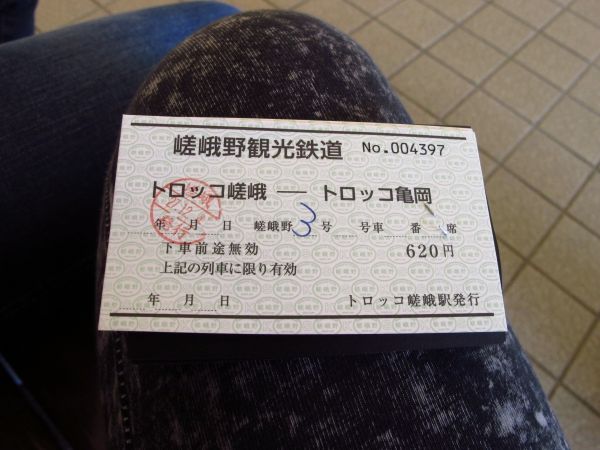 嵯峨野観光鉄道 No.004397
トロッコ嵯峨 ― トロッコ亀岡
年 月 日 嵯峨野 3 号 号車 番 席
下車前途無効 620円
上記の列車に限り有効
年 月 日 トロッコ嵯峨駅発行